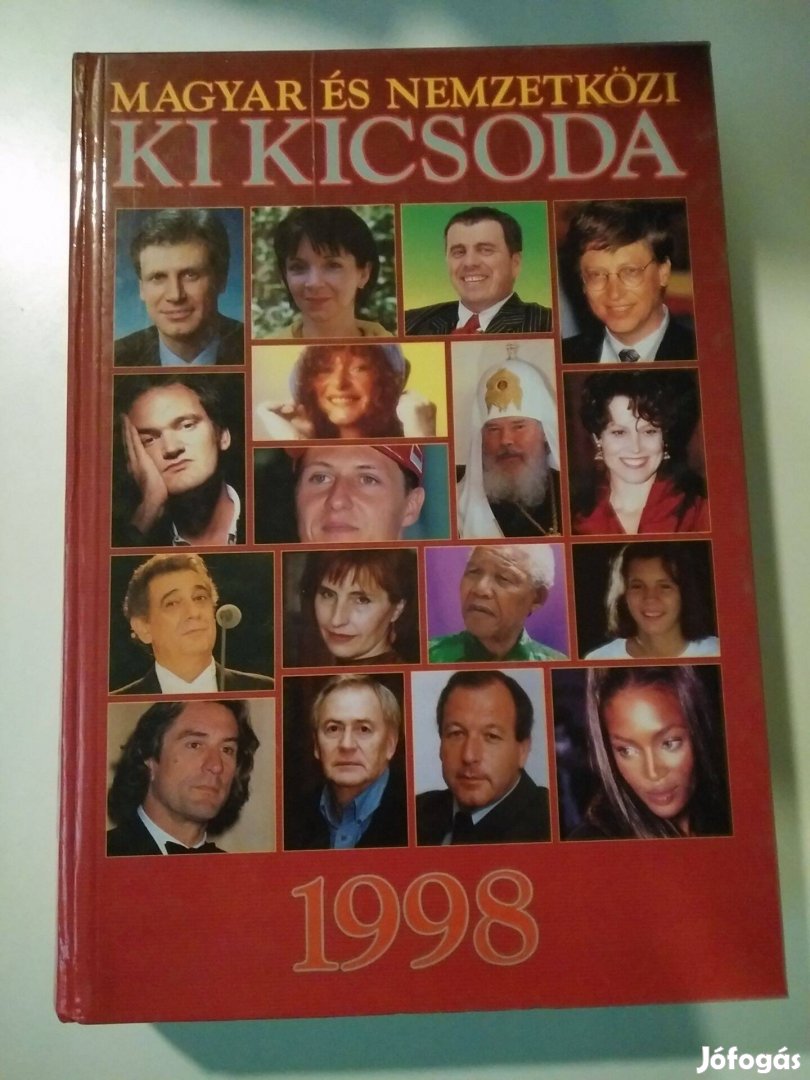 MAGYAR ÉS NEMZETKÖZI
KI KICSODA
1998
Jófogás